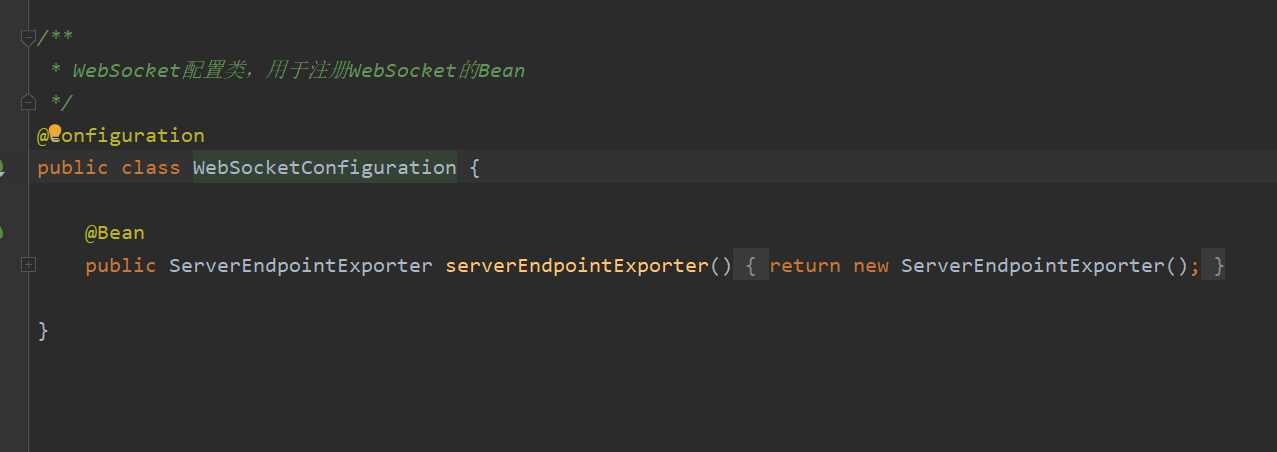 /**
* WebSocket配置类，用于注册WebSocket的Bean
*/
@Configuration
public class WebSocketConfiguration {
@Bean
public ServerEndpointExporter serverEndpointExporter() { return new ServerEndpointExporter(); }
}